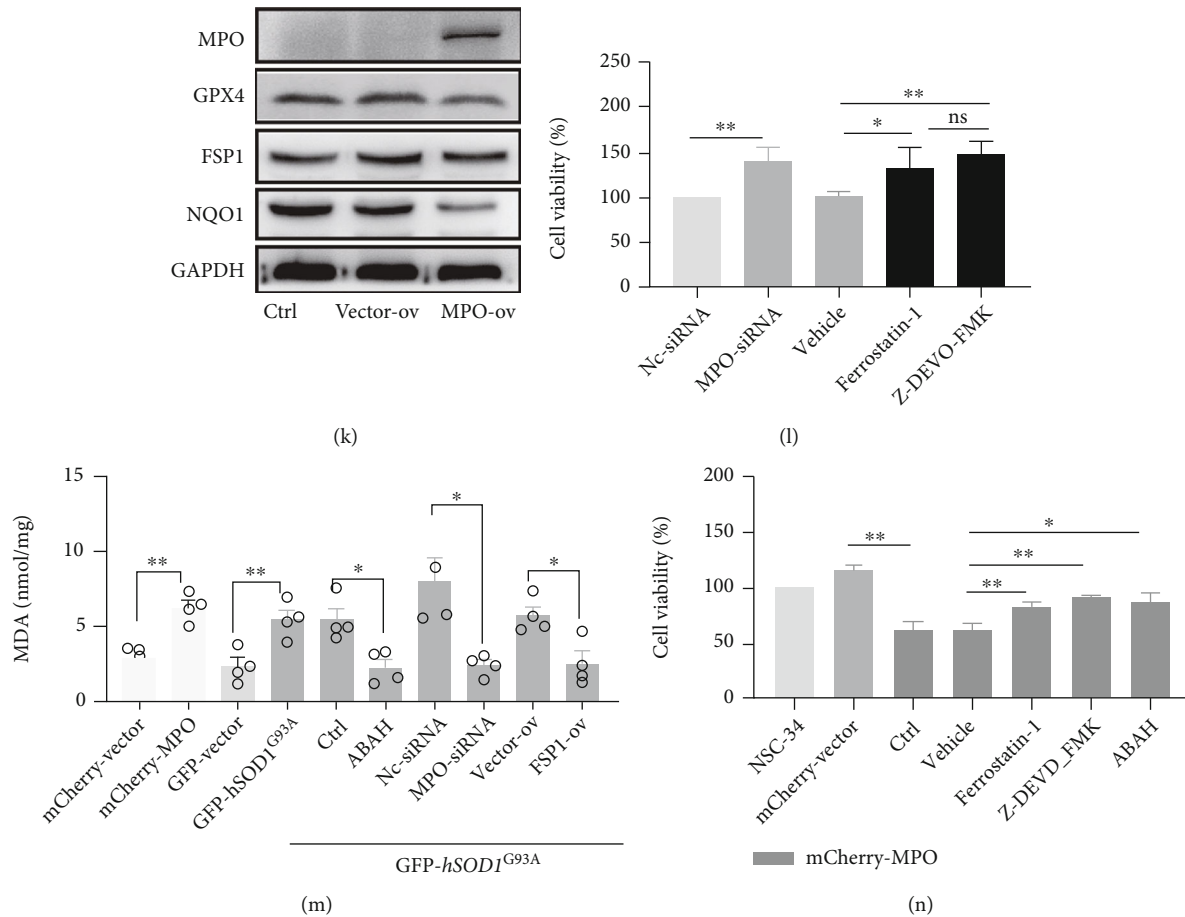 MPO
GPX4
FSP1
NQO1
GAPDH
Ctrl Vector-ov MPO-ov
(k)
Cell viability (%)
250
200
150
100
50
0
**
*
**
ns
Nc-siRNA
MPO-siRNA
Vehicle
Ferrostatin-1
Z-DEVO-FMK
(l)
MDA (nmol/mg)
15
10
5
0
**
**
*
*
*
mCherry-vector
mCherry-MPO
GFP-vector
GFP-hSOD1G93A
Ctrl
ABAH
Nc-siRNA
MPO-siRNA
Vector-ov
FSP1-ov
GFP-hSOD1G93A
(m)
Cell viability (%)
200
150
100
50
0
**
*
**
**
NSC-34
mCherry-vector
Ctrl
Vehicle
Ferrostatin-1
Z-DEVD_FMK
ABAH
mCherry-MPO
(n)